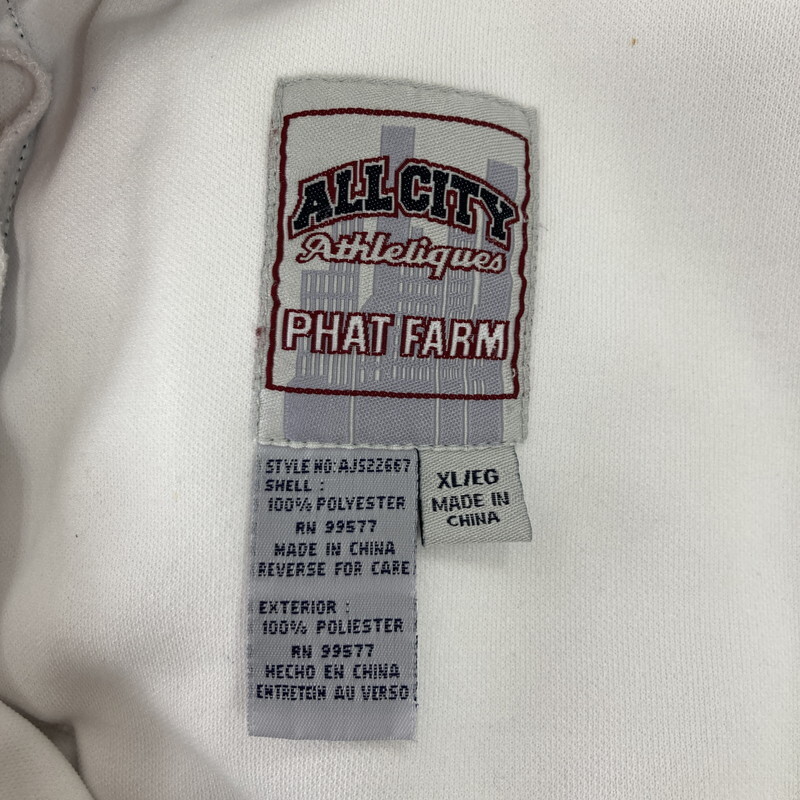 ALL CITY
Athletiques
PHAT FARM
STYLE NO:AJS22667
SHELL :
100% POLYESTER
RN 99577
MADE IN CHINA
REVERSE FOR CARE
EXTERIOR :
100% POLIESTER
RN 99577
HECHO EN CHINA
ENTRETEIN AU VERSO
XL/EG
MADE IN
CHINA